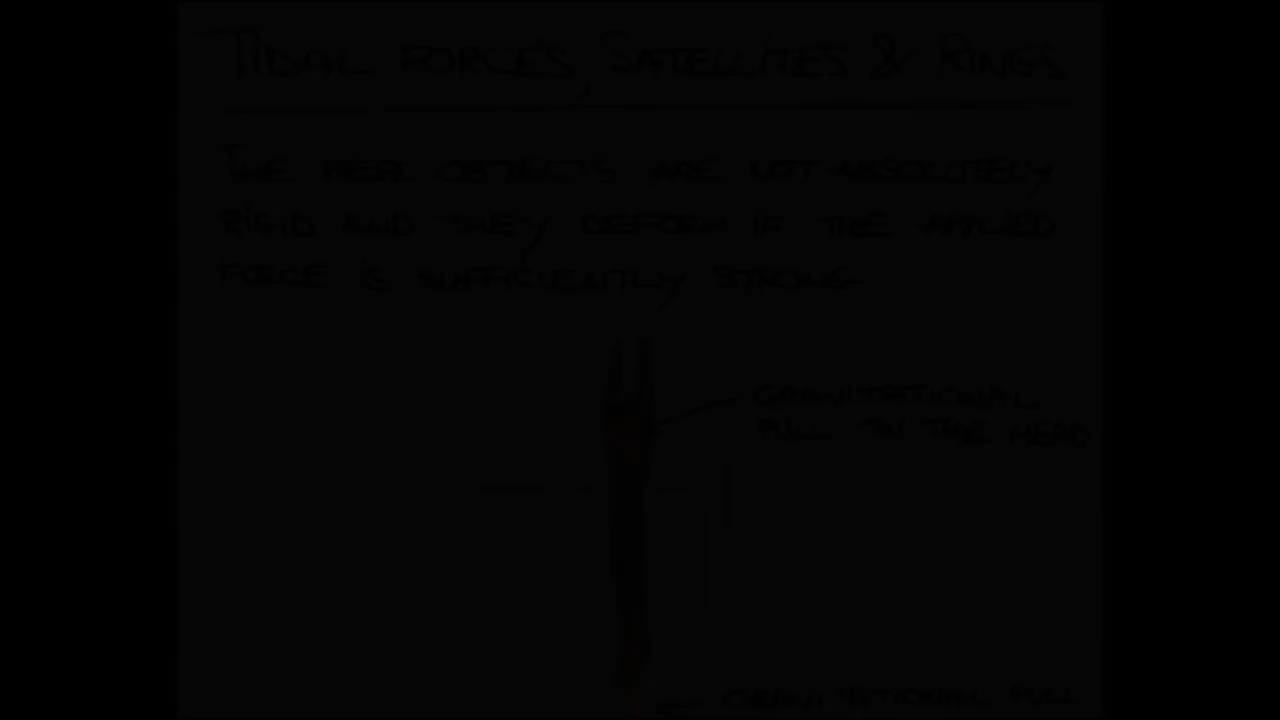 TIDAL FORCES, SATELLITES & RINGS
THE REAL OBJECTS ARE NOT ABSOLUTELY
RIGID AND THEY DEFORM IF THE APPLIED
FORCE IS SUFFICIENTLY STRONG
GRAVITATIONAL
PULL ON THE HEAD
GRAVITATIONAL PULL